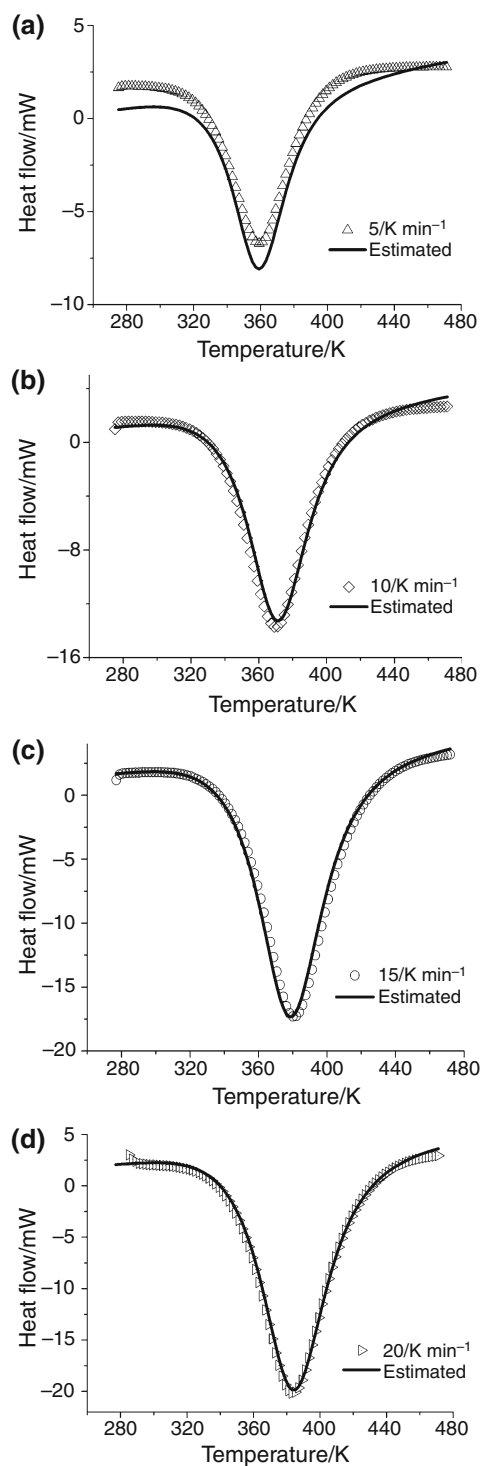 (a)
5
0
−5
−10
Heat flow/mW
5/K min−1
Estimated
280 320 360 400 440 480
Temperature/K
(b)
0
−8
−16
Heat flow/mW
10/K min−1
Estimated
280 320 360 400 440 480
Temperature/K
(c)
0
−5
−10
−15
−20
Heat flow/mW
15/K min−1
Estimated
280 320 360 400 440 480
Temperature/K
(d)
5
0
−5
−10
−15
−20
Heat flow/mW
20/K min−1
Estimated
280 320 360 400 440 480
Temperature/K